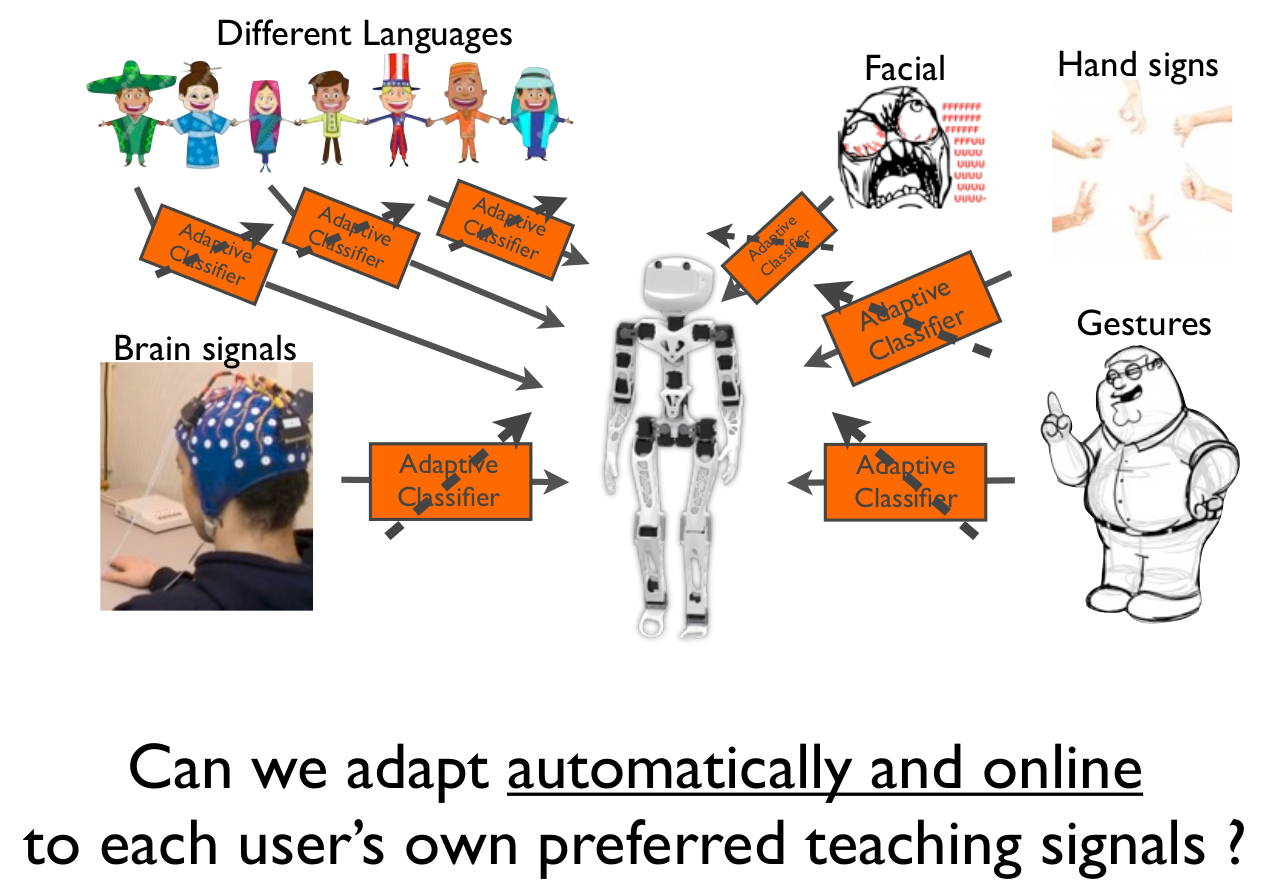 Different Languages
Facial
Hand signs
FFFFFFF
FFFFFFF
FFFFFF
FFFUU
UUUU
UUUU
UUUU
UUUU
UUUU-
Adaptive
Classifier
Adaptive
Classifier
Adaptive
Classifier
Adaptive
Classifier
Adaptive
Classifier
Gestures
Brain signals
Adaptive
Classifier
Adaptive
Classifier
Can we adapt automatically and online
to each user's own preferred teaching signals ?